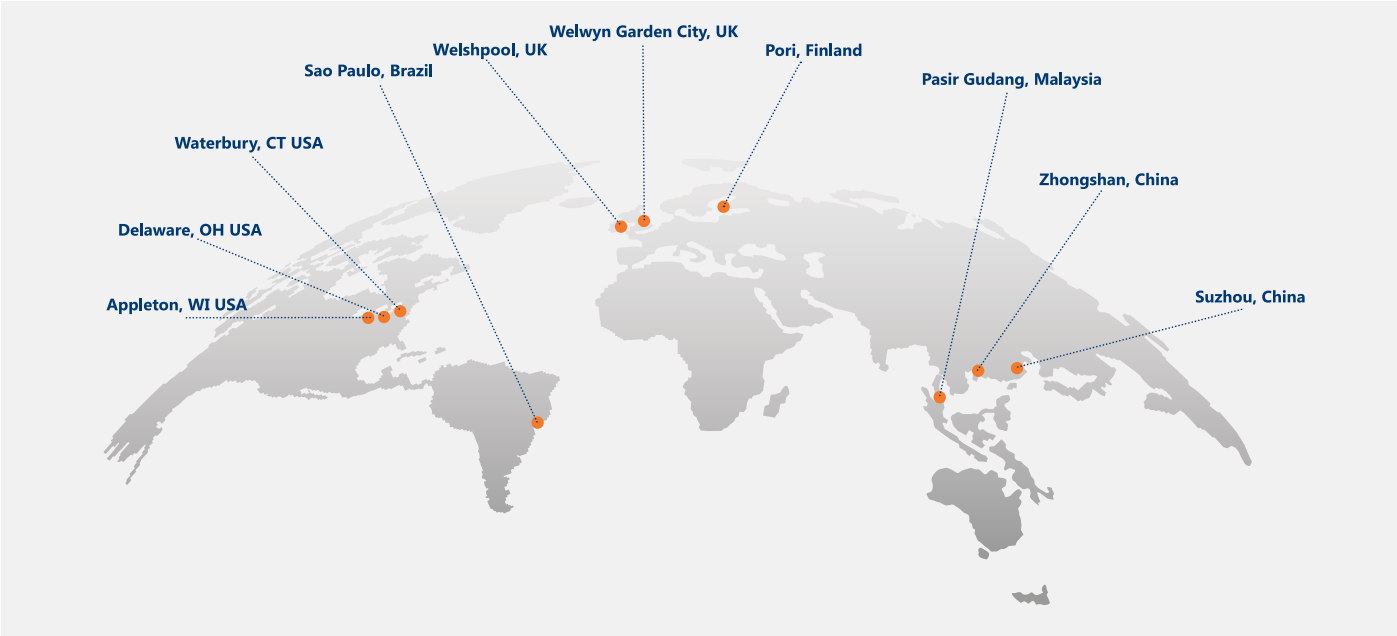 Welwyn Garden City, UK
Welshpool, UK
Pori, Finland
Sao Paulo, Brazil
Pasir Gudang, Malaysia
Waterbury, CT USA
Zhongshan, China
Delaware, OH USA
Suzhou, China
Appleton, WI USA